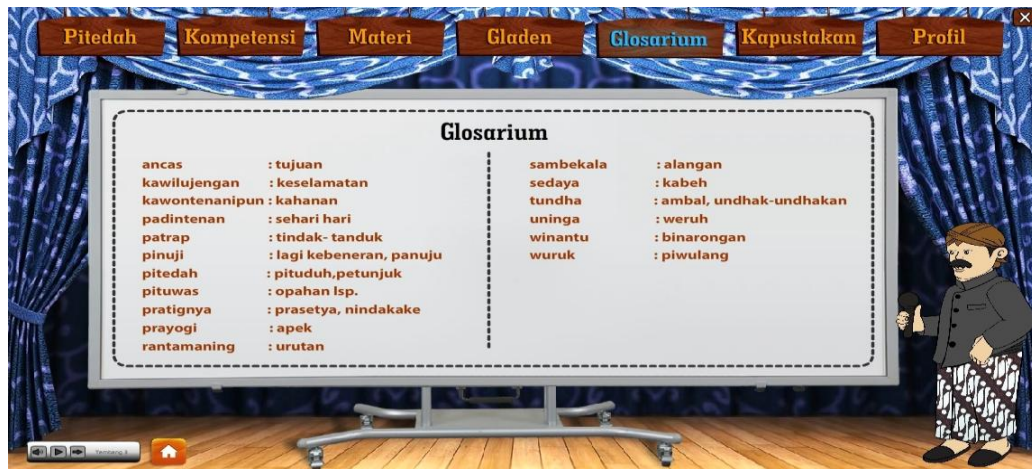 Pitedah Kompetensi Materi Gladen Glosarium Kapustakan Profil
Glosarium
ancas : tujuan
kawilujengan : keselamatan
kawontenanipun : kahanan
padintenan : sehari hari
patrap : tindak- tanduk
pinuji : lagi kebeneran, panuju
pitedah : pituduh,petunjuk
pituwas : opahan lsp.
pratignya : prasetya, nindakake
prayogi : apek
rantamaning : urutan
sambekala : alangan
sedaya : kabeh
tundha : ambal, undhak-undhakan
uninga : weruh
winantu : binarongan
wuruk : piwulang